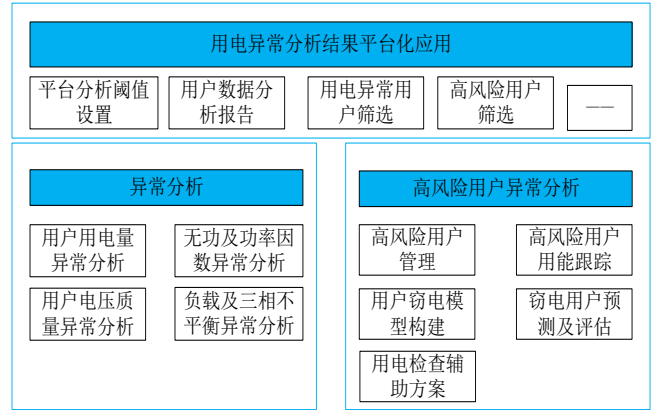 用电异常分析结果平台化应用
平台分析阈值
设置
用户数据分
析报告
用电异常用
户筛选
高风险用户
筛选
——
异常分析
用户用电量
异常分析
无功及功率因
数异常分析
用户电压质
量异常分析
负载及三相不
平衡异常分析
高风险用户异常分析
高风险用户
管理
高风险用户
用能跟踪
用户窃电模
型构建
窃电用户预
测及评估
用电检查辅
助方案